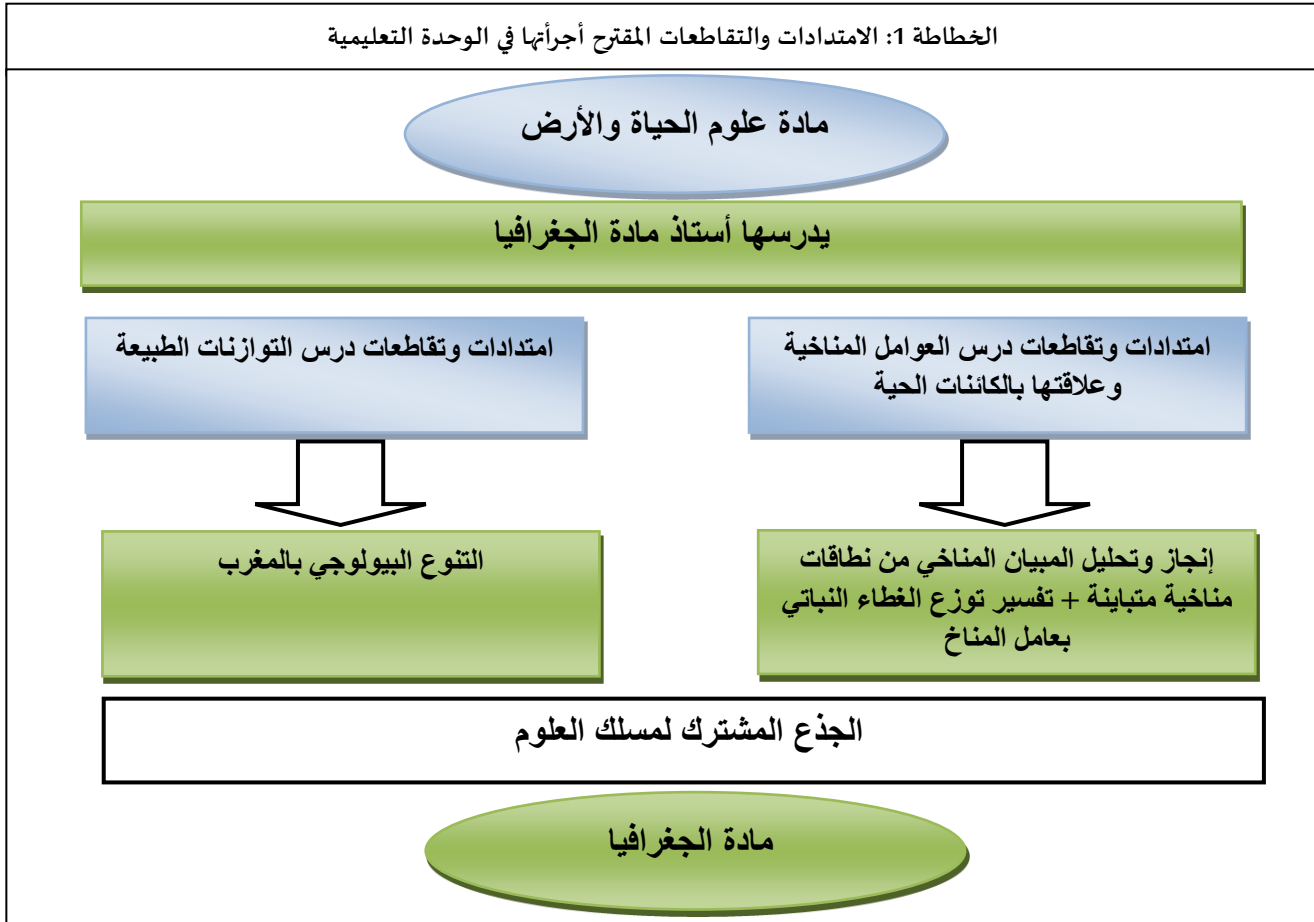 الخطاطة 1: الامتدادات والتقاطعات المقترح أجرأتها في الوحدة التعليمية
مادة علوم الحياة والأرض
يدرسها أستاذ مادة الجغرافيا
امتدادات وتقاطعات درس العوامل المناخية
وعلاقتها بالكائنات الحية
امتدادات وتقاطعات درس التوازنات الطبيعة
إنجاز وتحليل المبيان المناخي من نطاقات
مناخية متباينة + تفسير توزع الغطاء النباتي
بعامل المناخ
التنوع البيولوجي بالمغرب
الجذع المشترك لمسلك العلوم
مادة الجغرافيا